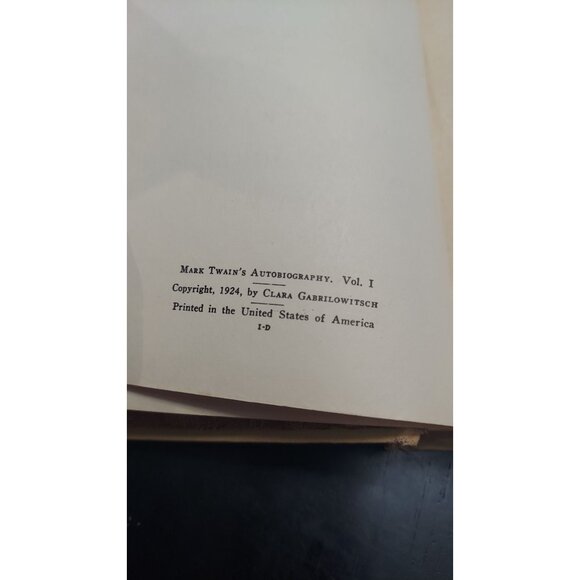 Mark Twain's Autobiography. Vol. I
Copyright, 1924, by Clara Gabrilowitsch
Printed in the United States of America
I-D